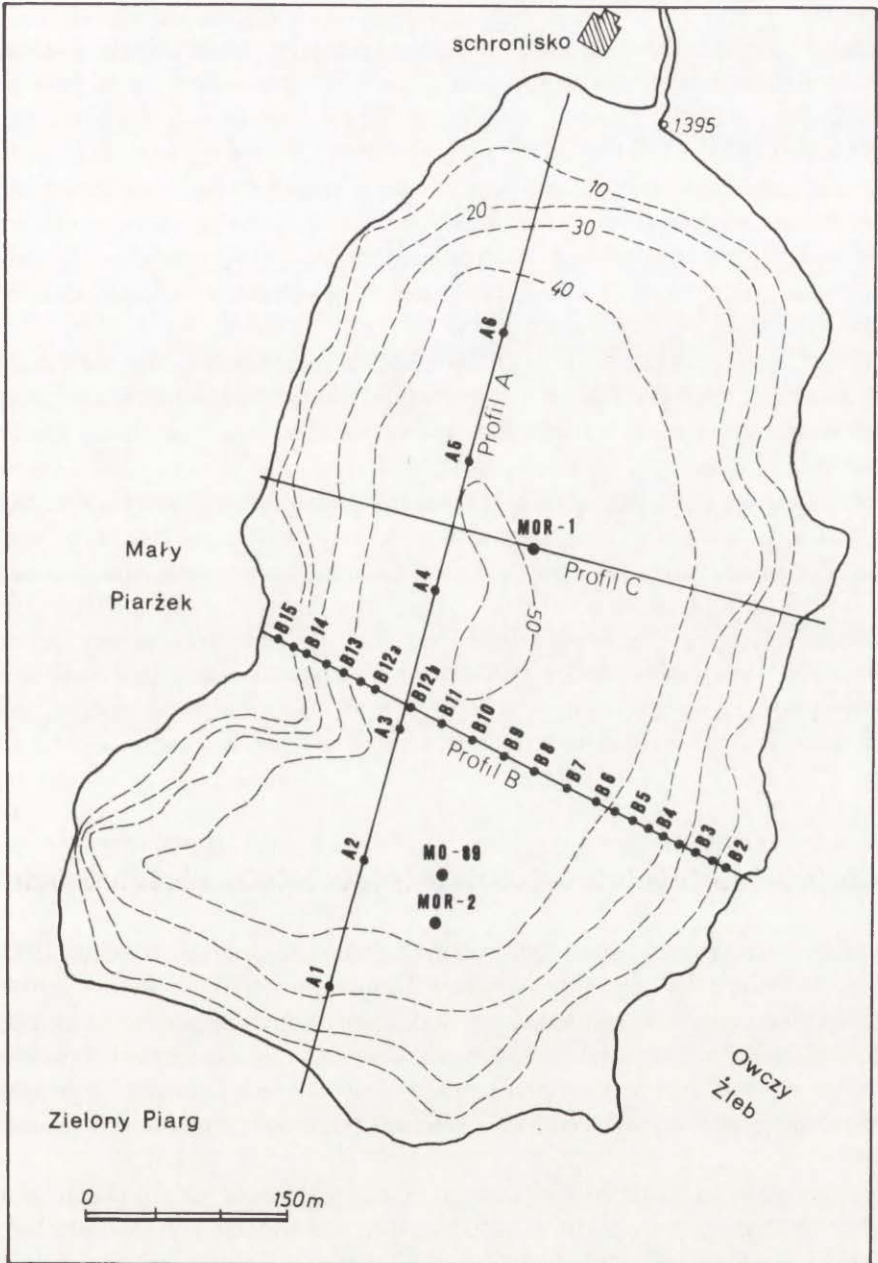 schronisko
1395
10
20
30
40
A6
Profil A
A5
MOR-1
Mały
Piarżek
Profil C
A4
50
B15
B14
B13
B12a
B12b
B11
A3
B10
B9
Profil B
B8
B7
B6
B5
B4
B3
B2
A2
MO-89
MOR-2
A1
Owczy
Żleb
Zielony Piarg
0 150 m